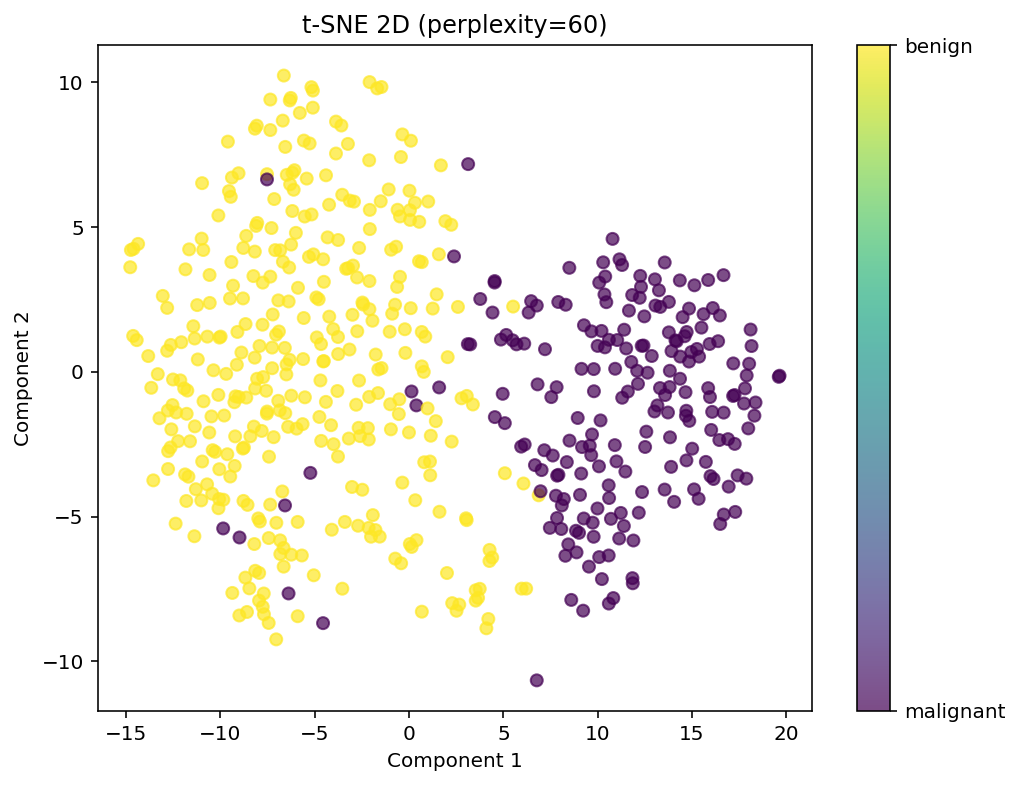 t-SNE 2D (perplexity=60)
benign
10
5
0
−5
−10
Component 2
−15
−10
−5
0
5
10
15
20
Component 1
malignant